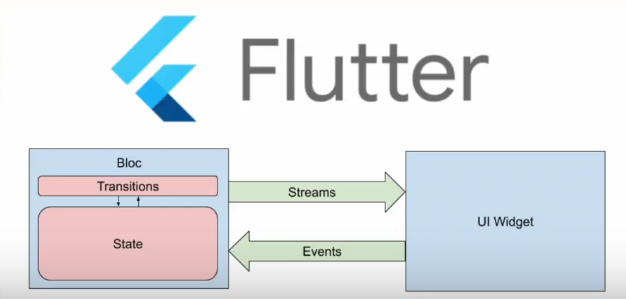 Flutter
Bloc
Transitions
State
Streams
Events
UI Widget